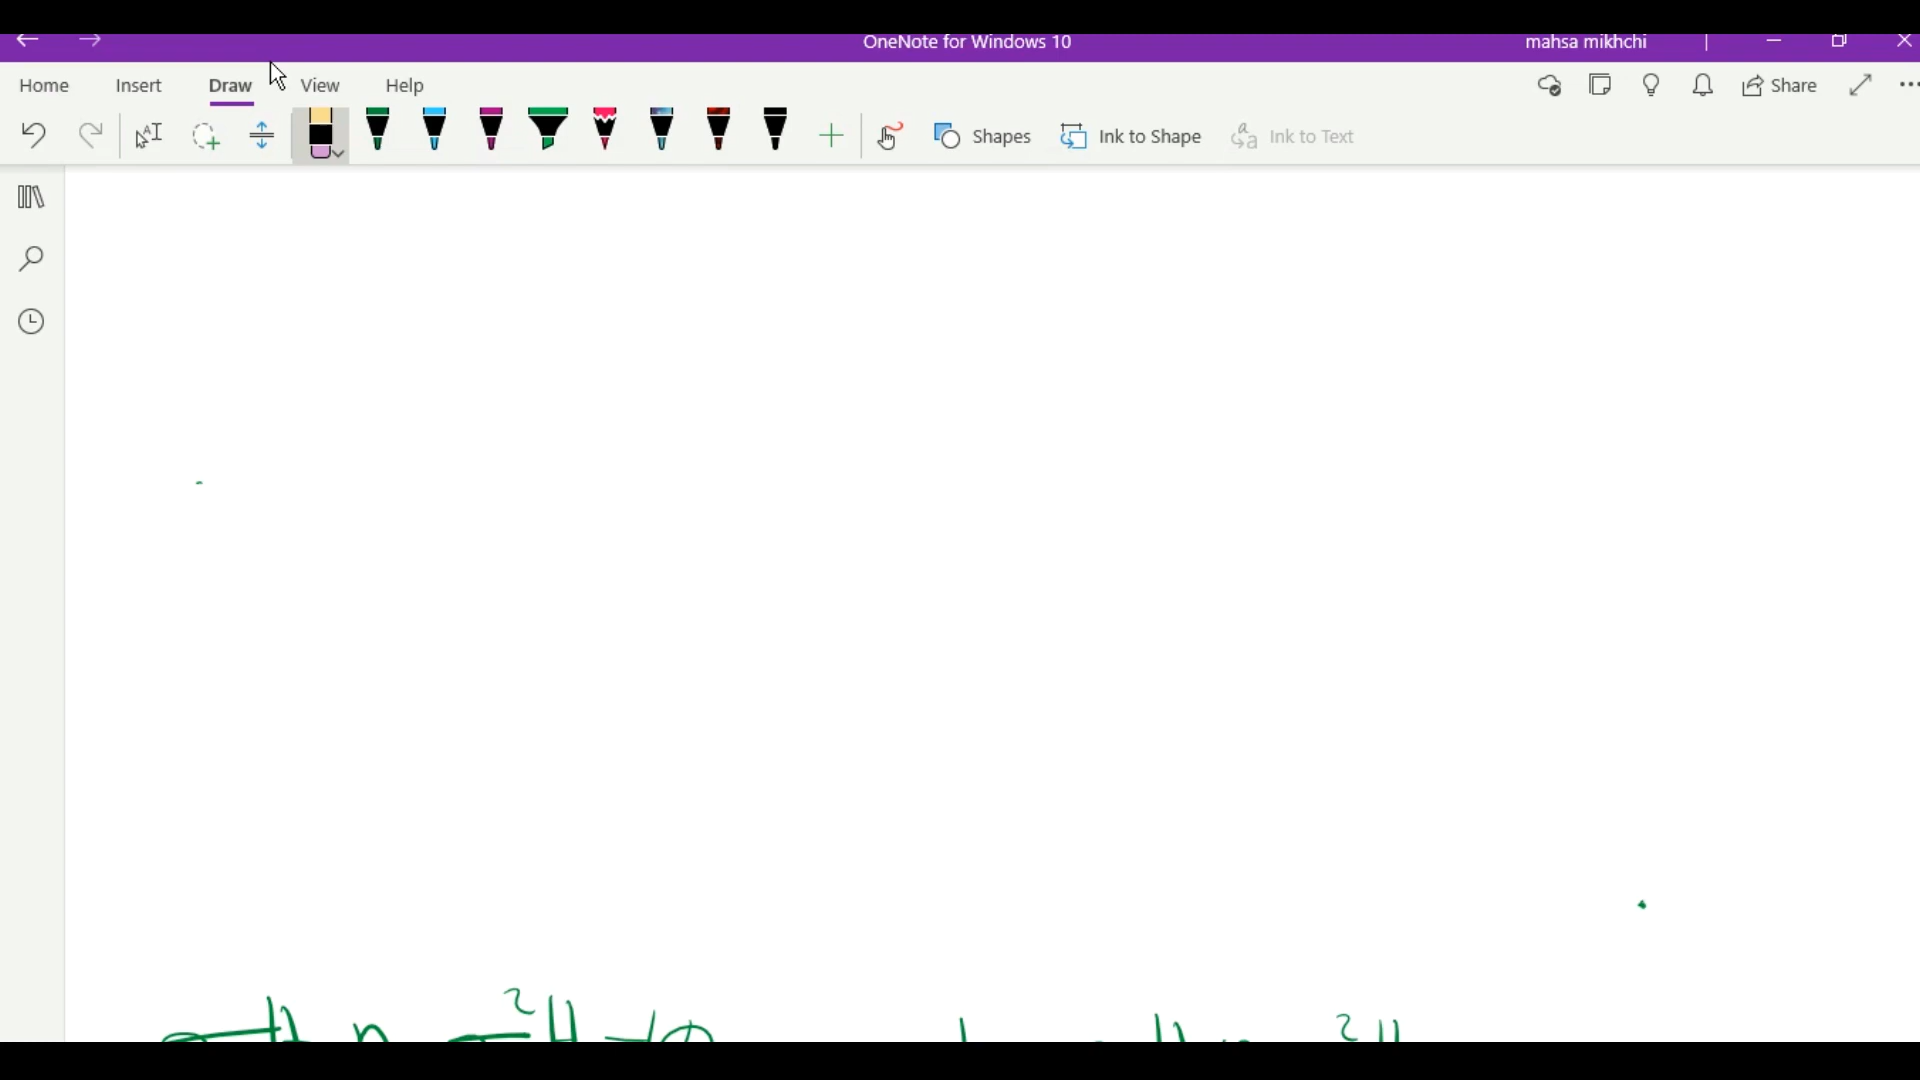 OneNote for Windows 10
mahsa mikhchi
Home Insert Draw View Help Share
Shapes Ink to Shape Ink to Text